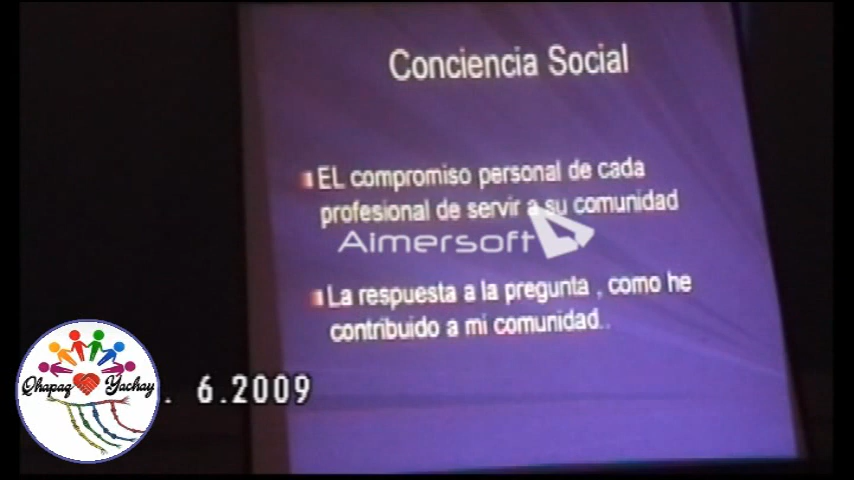 Conciencia Social
EL compromiso personal de cada
profesional de servir a su comunidad
Aimersoft
La respuesta a la pregunta , como he
contribuido a mi comunidad..
Qhapaq Yachay
. 6.2009